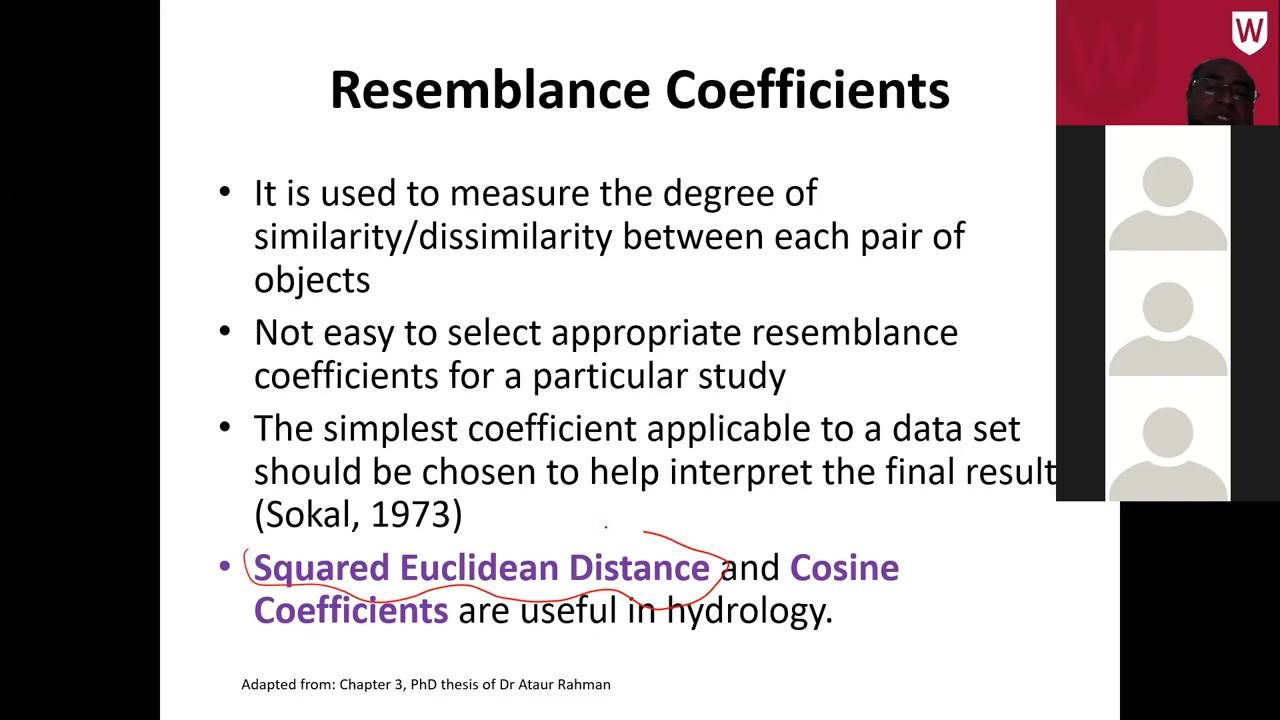 W
Resemblance Coefficients
• It is used to measure the degree of
similarity/dissimilarity between each pair of
objects
• Not easy to select appropriate resemblance
coefficients for a particular study
• The simplest coefficient applicable to a data set
should be chosen to help interpret the final result
(Sokal, 1973)
• Squared Euclidean Distance and Cosine
Coefficients are useful in hydrology.
Adapted from: Chapter 3, PhD thesis of Dr Ataur Rahman